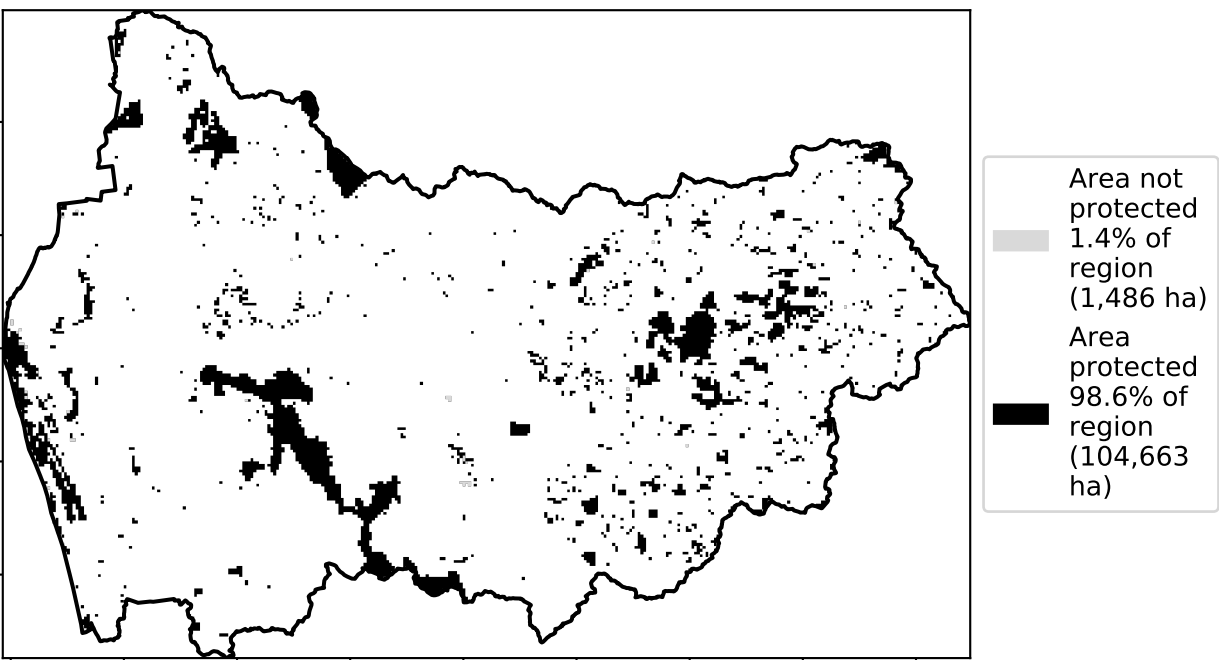 Area not
protected
1.4% of
region
(1,486 ha)
Area
protected
98.6% of
region
(104,663
ha)